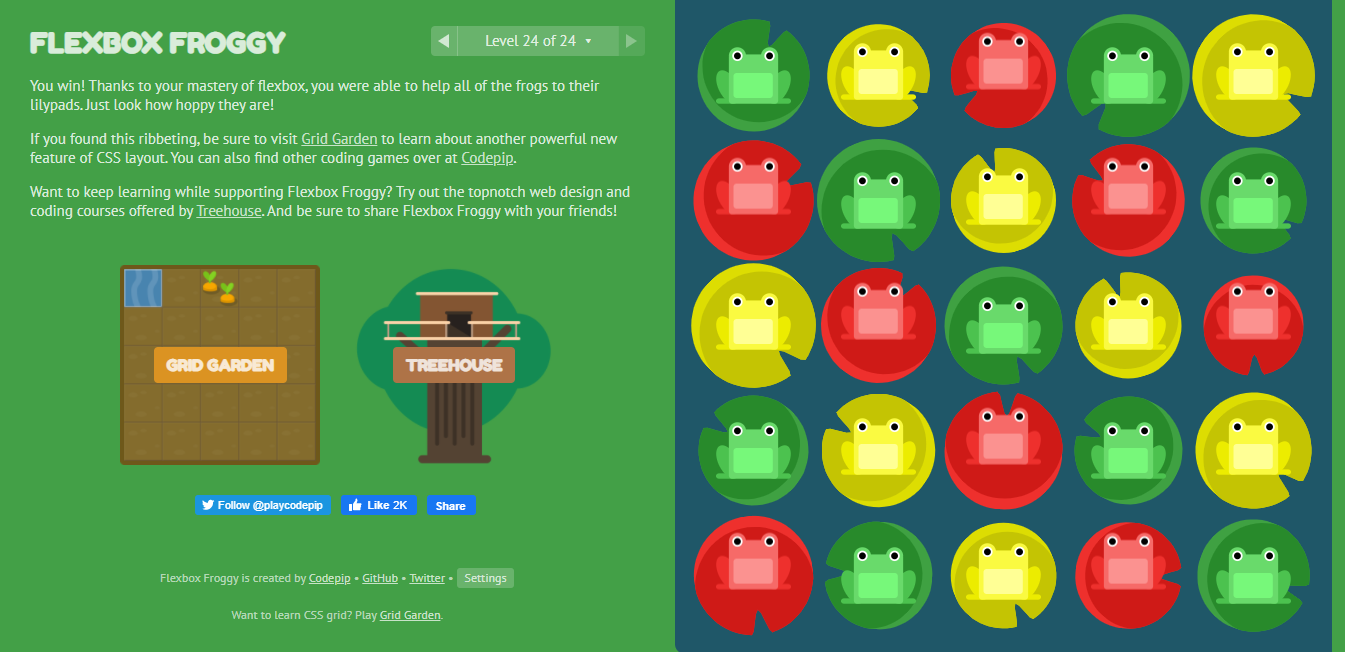 FLEXBOX FROGGY
Level 24 of 24
You win! Thanks to your mastery of flexbox, you were able to help all of the frogs to their
lilypads. Just look how hoppy they are!
If you found this ribbeting, be sure to visit Grid Garden to learn about another powerful new
feature of CSS layout. You can also find other coding games over at Codepip.
Want to keep learning while supporting Flexbox Froggy? Try out the topnotch web design and
coding courses offered by Treehouse. And be sure to share Flexbox Froggy with your friends!
GRID GARDEN
TREEHOUSE
Follow @playcodepip
Like 2K
Share
Flexbox Froggy is created by Codepip • GitHub • Twitter • Settings
Want to learn CSS grid? Play Grid Garden.